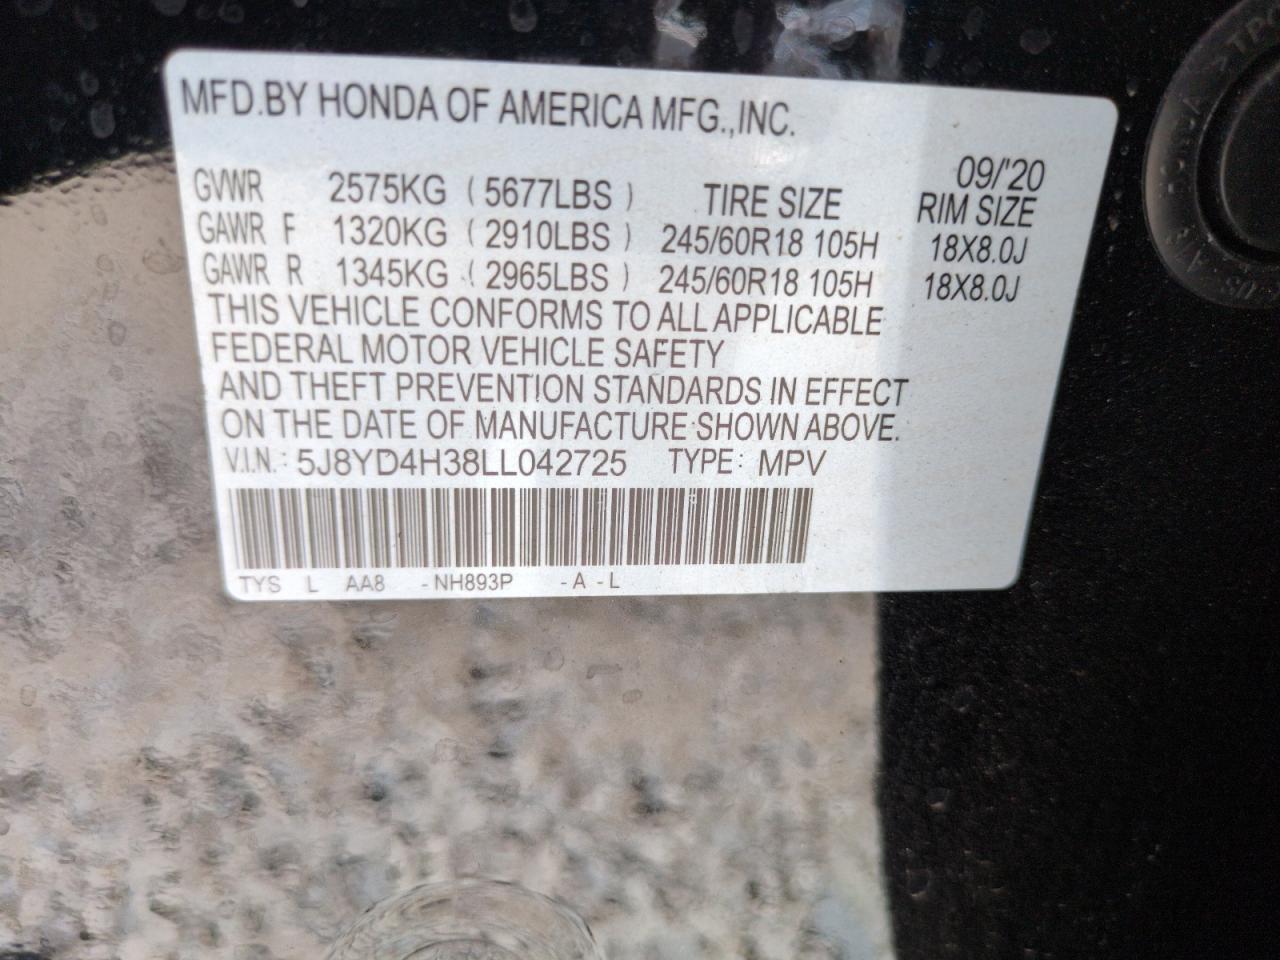 MFD.BY HONDA OF AMERICA MFG.,INC.
09/'20
GVWR 2575KG ( 5677LBS ) TIRE SIZE RIM SIZE
GAWR F 1320KG ( 2910LBS ) 245/60R18 105H 18X8.0J
GAWR R 1345KG ( 2965LBS ) 245/60R18 105H 18X8.0J
THIS VEHICLE CONFORMS TO ALL APPLICABLE
FEDERAL MOTOR VEHICLE SAFETY
AND THEFT PREVENTION STANDARDS IN EFFECT
ON THE DATE OF MANUFACTURE SHOWN ABOVE.
V.I.N.: 5J8YD4H38LL042725 TYPE: MPV
TYS L AA8 -NH893P -A -L